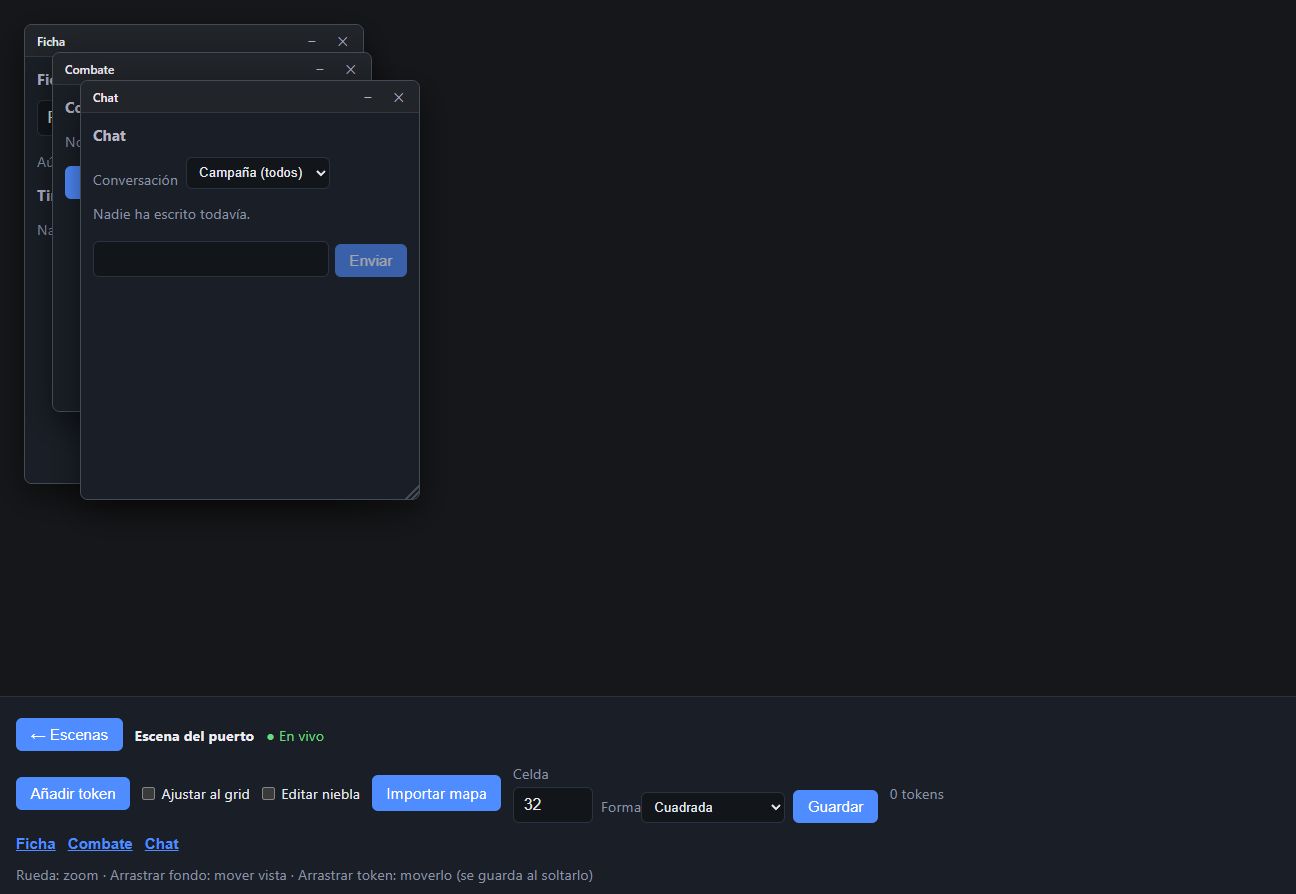 Ficha − ×
Combate − ×
Chat − ×
Chat
Conversación Campaña (todos)
Nadie ha escrito todavía.
Enviar
← Escenas Escena del puerto ● En vivo
Añadir token Ajustar al grid Editar niebla Importar mapa Celda 32 Forma Cuadrada Guardar 0 tokens
Ficha Combate Chat
Rueda: zoom · Arrastrar fondo: mover vista · Arrastrar token: moverlo (se guarda al soltarlo)